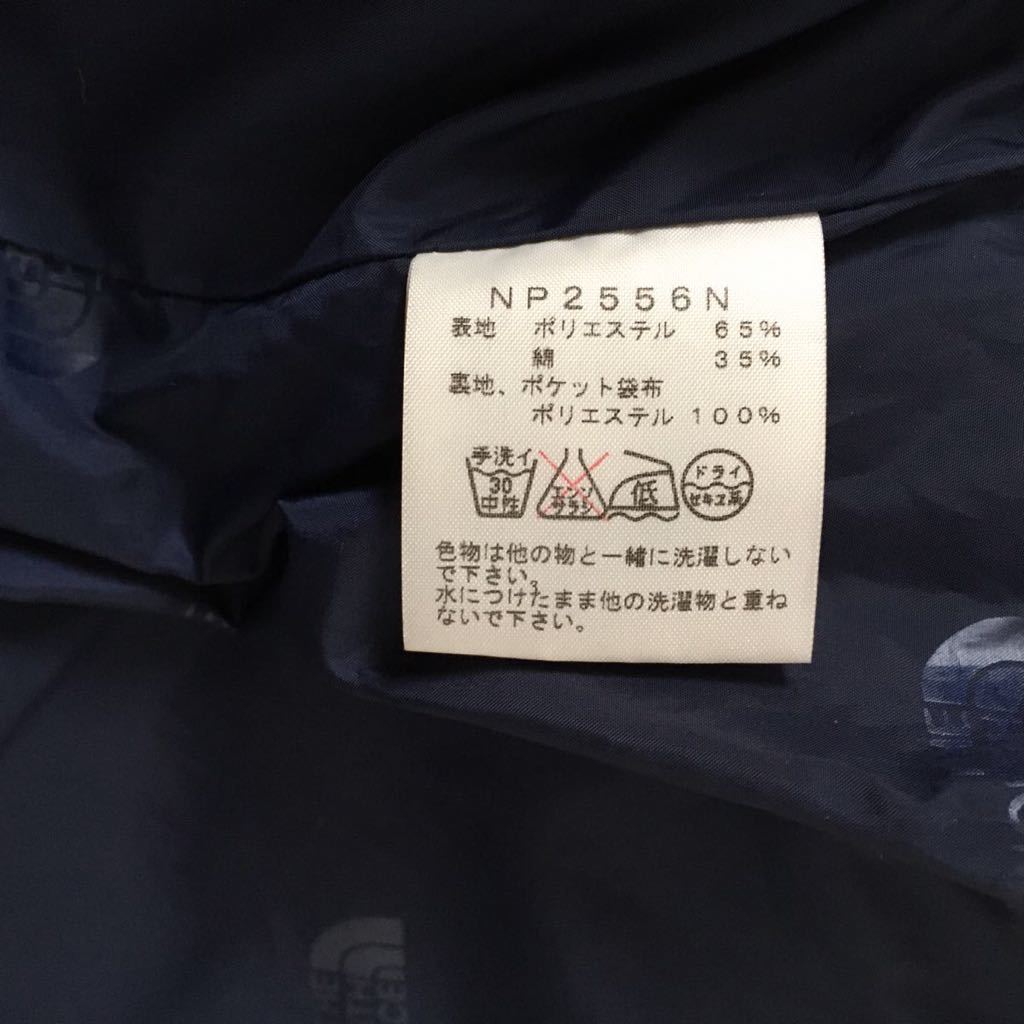 NP2556N
表地 ポリエステル 65%
綿 35%
裏地、ポケット袋布
ポリエステル 100%
手洗イ
30
中性
エンソ
サラシ
低
ドライ
セキユ系
色物は他の物と一緒に洗濯しない
で下さい。
水につけたまま他の洗濯物と重ね
ないで下さい。
THE